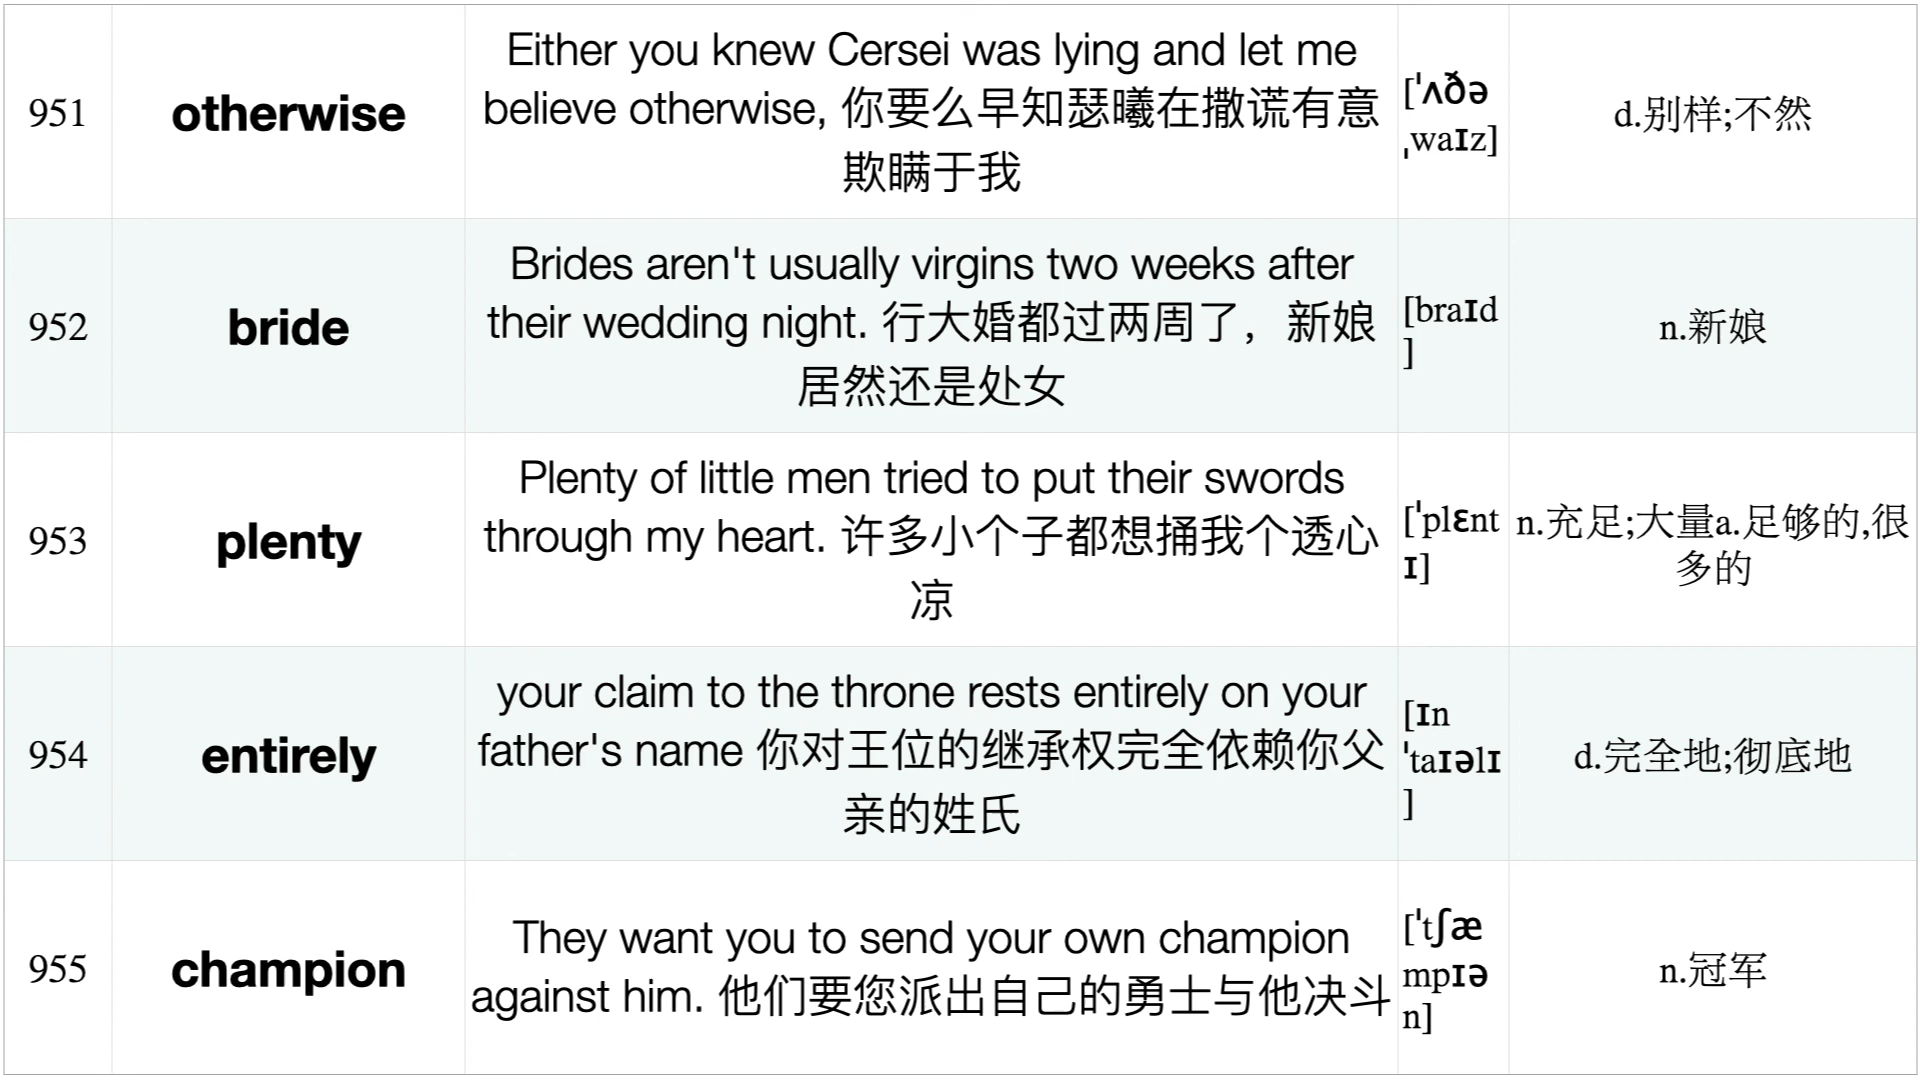 951
otherwise
Either you knew Cersei was lying and let me
believe otherwise, 你要么早知瑟曦在撒谎有意
欺瞒于我
[ˈʌðə
ˌwaɪz]
d.别样;不然
952
bride
Brides aren't usually virgins two weeks after
their wedding night. 行大婚都过两周了，新娘
居然还是处女
[braɪd
]
n.新娘
953
plenty
Plenty of little men tried to put their swords
through my heart. 许多小个子都想捅我个透心
凉
[ˈplɛnt
ɪ]
n.充足;大量a.足够的,很
多的
954
entirely
your claim to the throne rests entirely on your
father's name 你对王位的继承权完全依赖你父
亲的姓氏
[ɪn
ˈtaɪəlɪ
]
d.完全地;彻底地
955
champion
They want you to send your own champion
against him. 他们要您派出自己的勇士与他决斗
[ˈtʃæ
mpɪə
n]
n.冠军